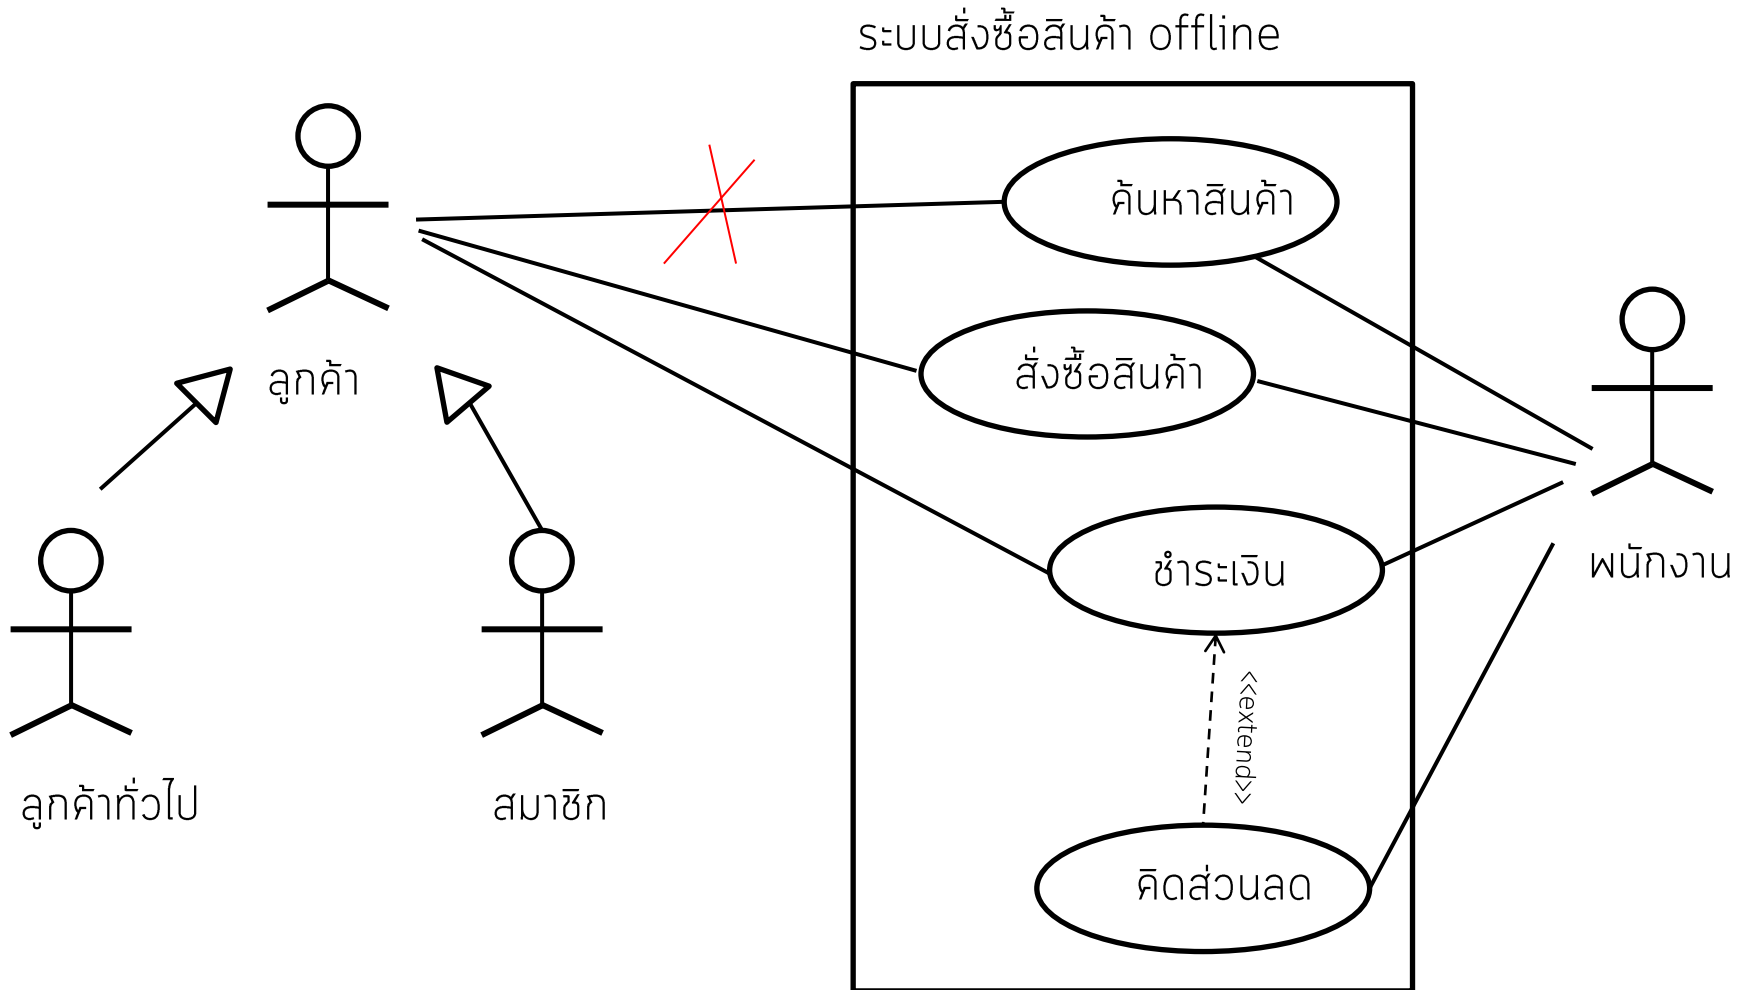 ระบบสั่งซื้อสินค้า offline
ค้นหาสินค้า
สั่งซื้อสินค้า
ลูกค้า
ชำระเงิน
พนักงาน
<<extend>>
ลูกค้าทั่วไป
สมาชิก
คิดส่วนลด